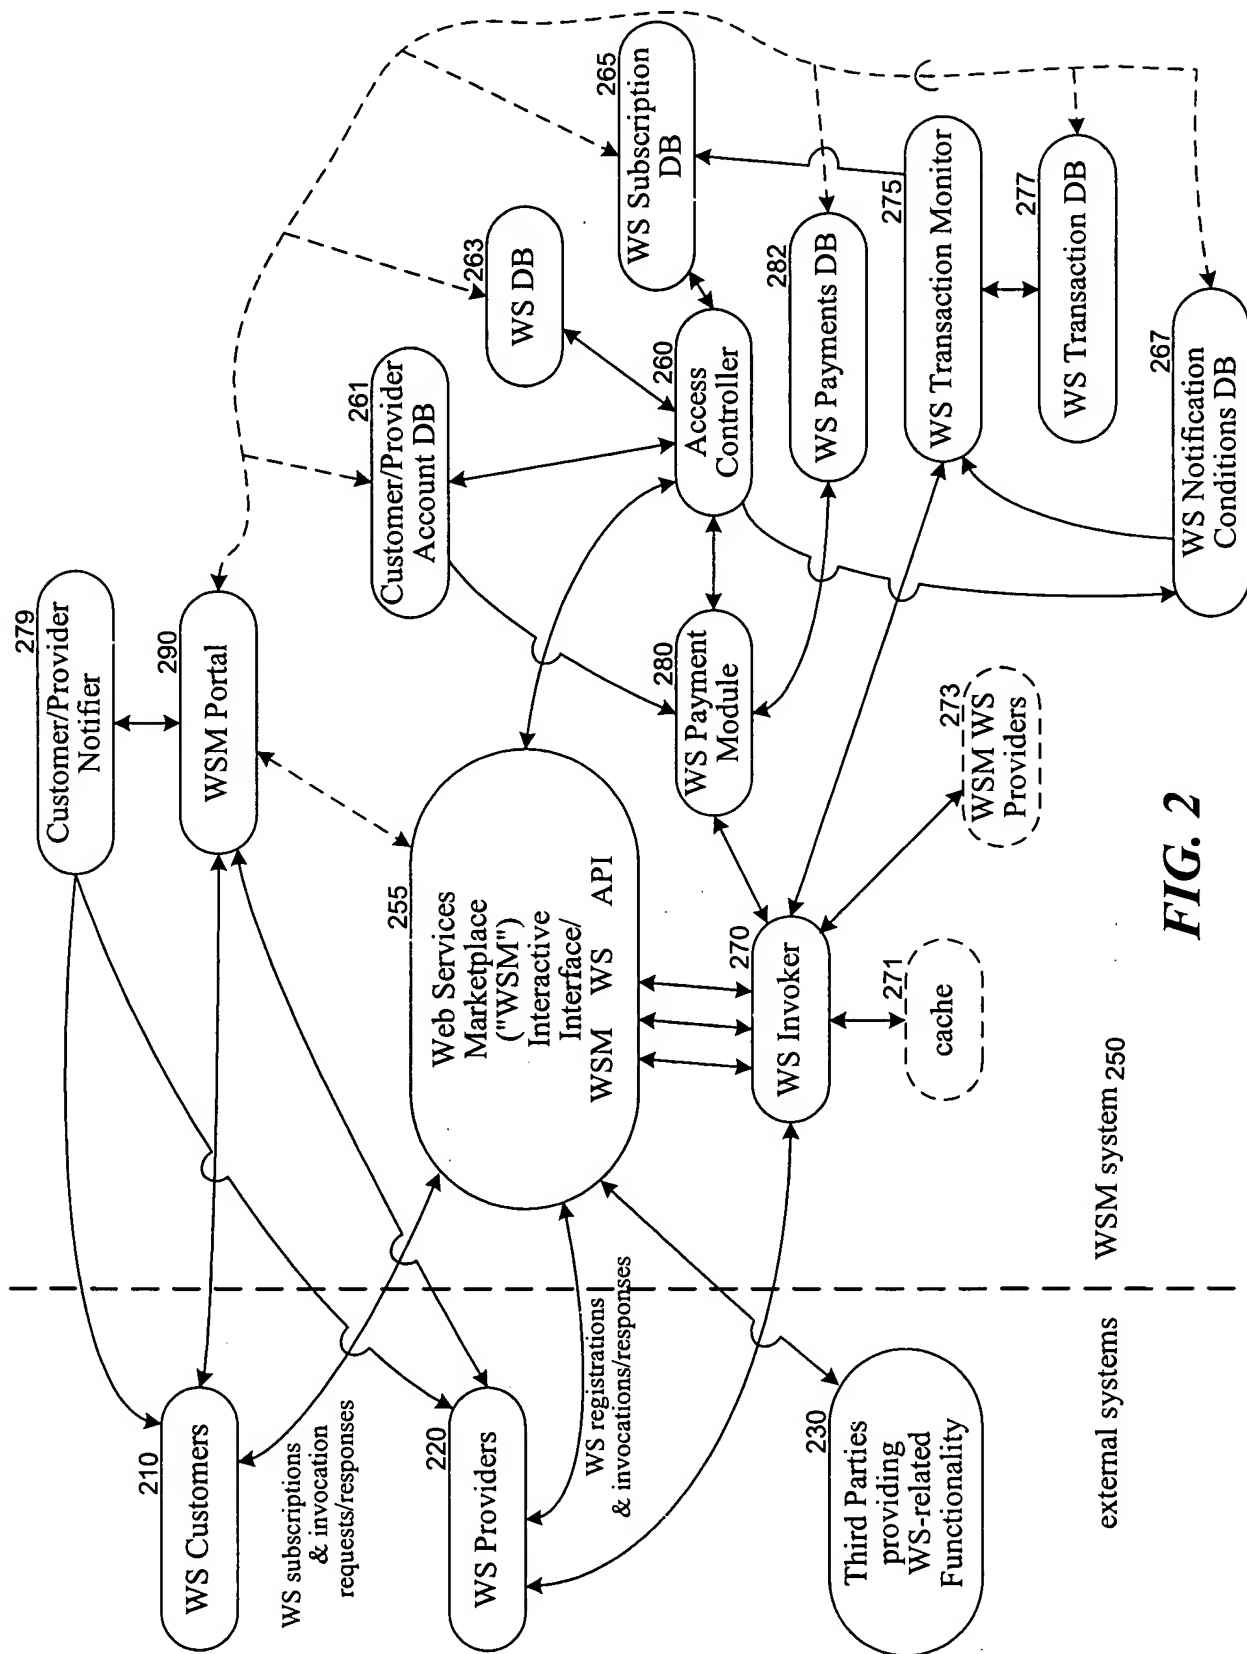 279
Customer/Provider
Notifier
290
WSM Portal
261
Customer/Provider
Account DB
263
WS DB
265
WS Subscription
DB
210
WS Customers
WS subscriptions
& invocation
requests/responses
255
Web Services
Marketplace
("WSM")
Interactive
Interface/
WSM WS API
260
Access
Controller
220
WS Providers
WS registrations
& invocations/responses
280
WS Payment
Module
282
WS Payments DB
230
Third Parties
providing
WS-related
Functionality
270
WS Invoker
275
WS Transaction Monitor
271
cache
273
WSM WS
Providers
277
WS Transaction DB
267
WS Notification
Conditions DB
external systems
WSM system 250
FIG. 2